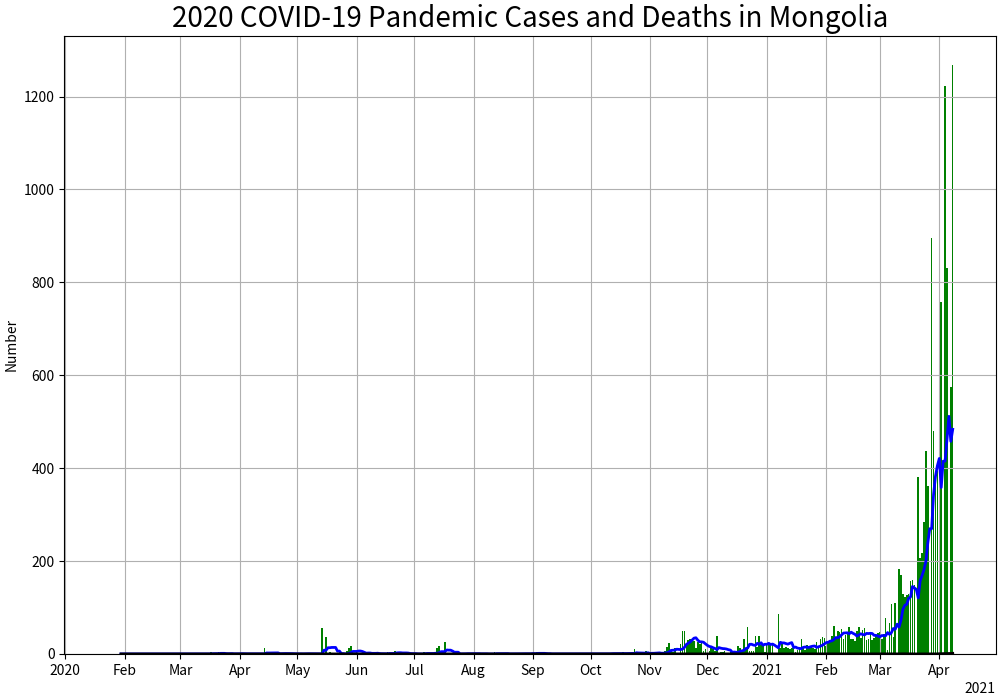 2020 COVID-19 Pandemic Cases and Deaths in Mongolia
Number
1200
1000
800
600
400
200
0
2020 Feb Mar Apr May Jun Jul Aug Sep Oct Nov Dec 2021 Feb Mar Apr
2021